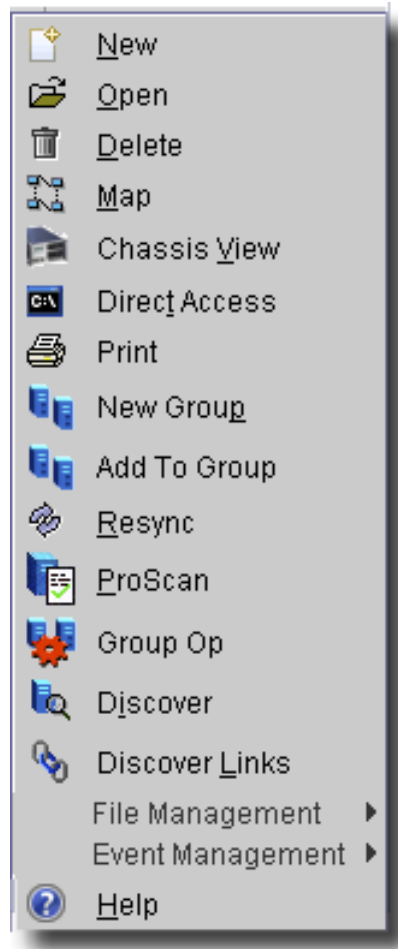 New
Open
Delete
Map
Chassis View
C:\
Direct Access
Print
New Group
Add To Group
Resync
ProScan
Group Op
Discover
Discover Links
File Management
Event Management
Help